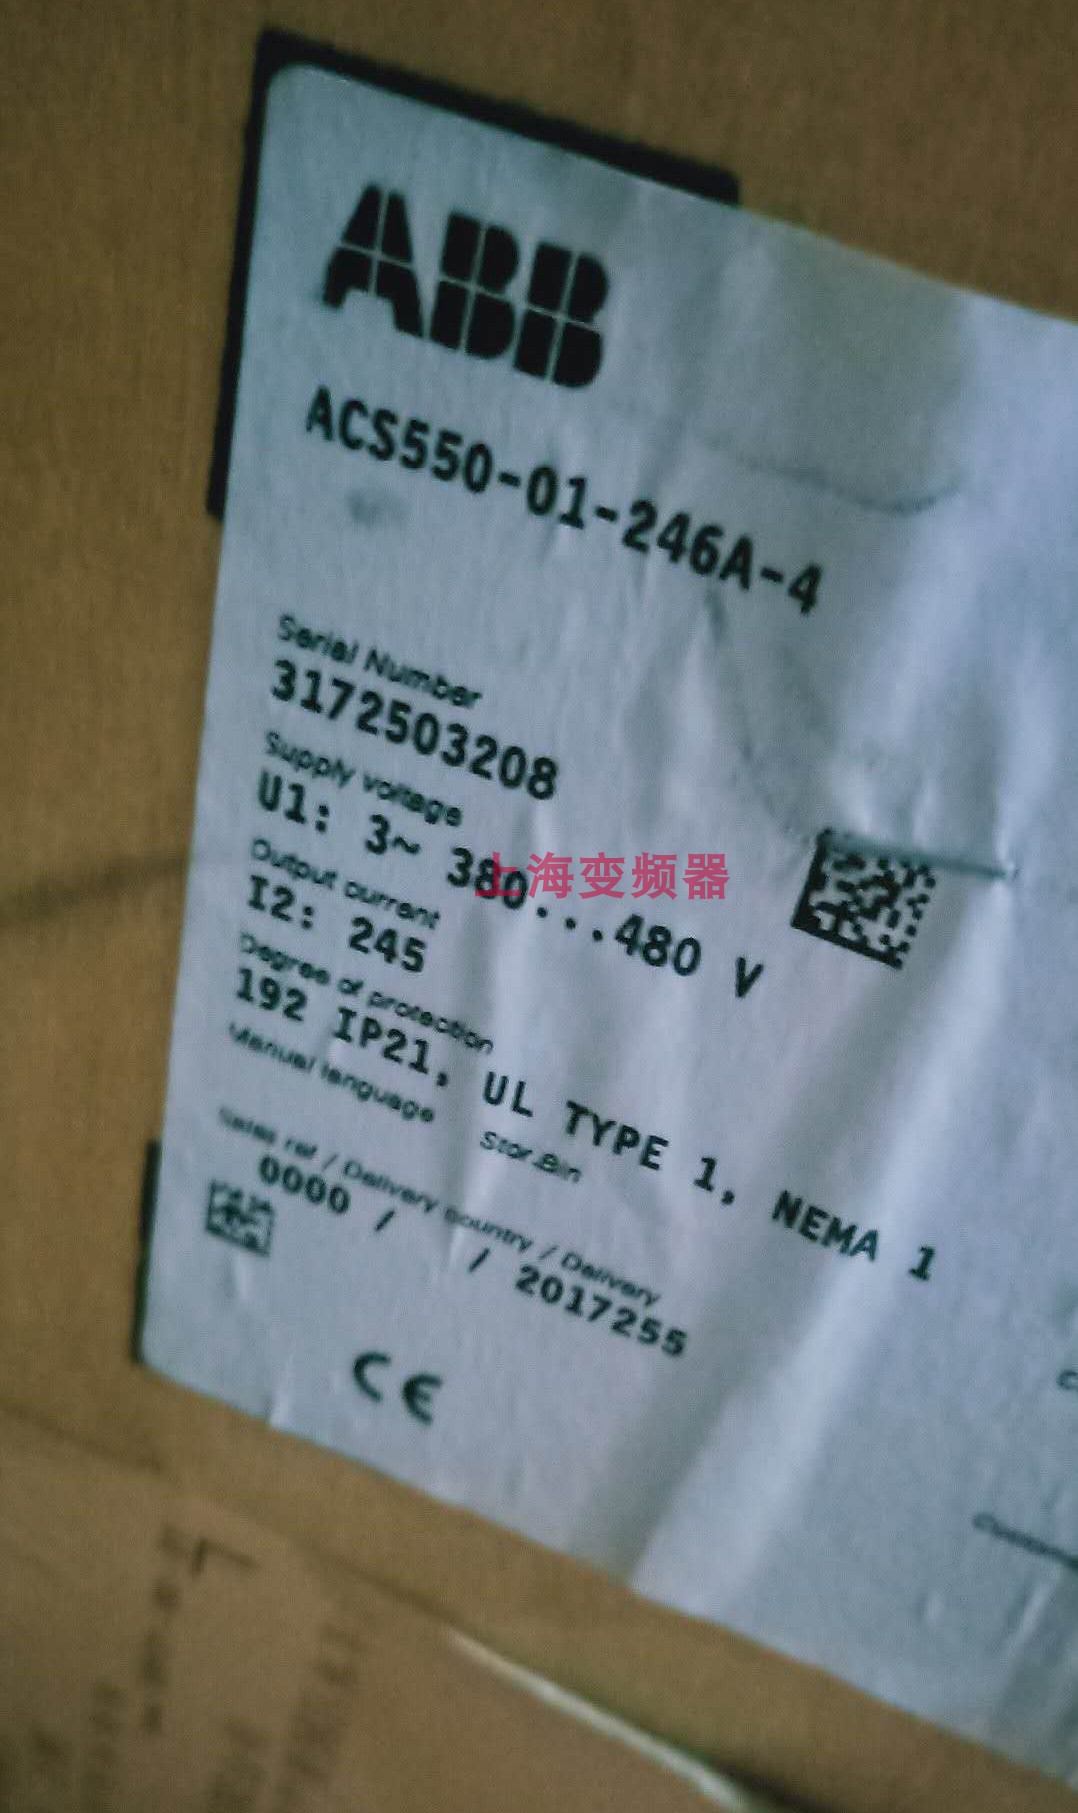 ABB
ACS550-01-246A-4
Serial Number
3172503208
Supply voltage
U1: 3~ 380...480 V
上海变频器
Output current
I2: 245
Degree of protection
192 IP21, UL TYPE 1, NEMA 1
Manual language Stor.Bin
Sales ref / Delivery country / Delivery
0000 / / 2017255
CE